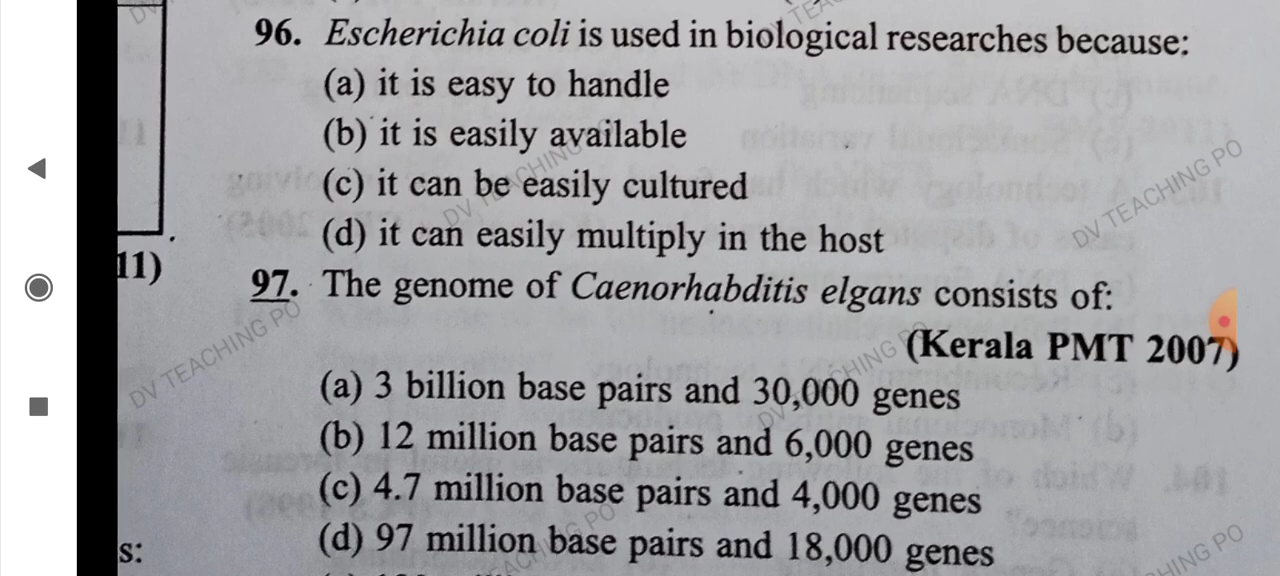 96. Escherichia coli is used in biological researches because:
(a) it is easy to handle
(b) it is easily available
(c) it can be easily cultured
(d) it can easily multiply in the host
11)
97. The genome of Caenorhabditis elgans consists of:
(Kerala PMT 2007)
(a) 3 billion base pairs and 30,000 genes
(b) 12 million base pairs and 6,000 genes
(c) 4.7 million base pairs and 4,000 genes
(d) 97 million base pairs and 18,000 genes
s:
DV TEACHING PO
DV TEACHING PO